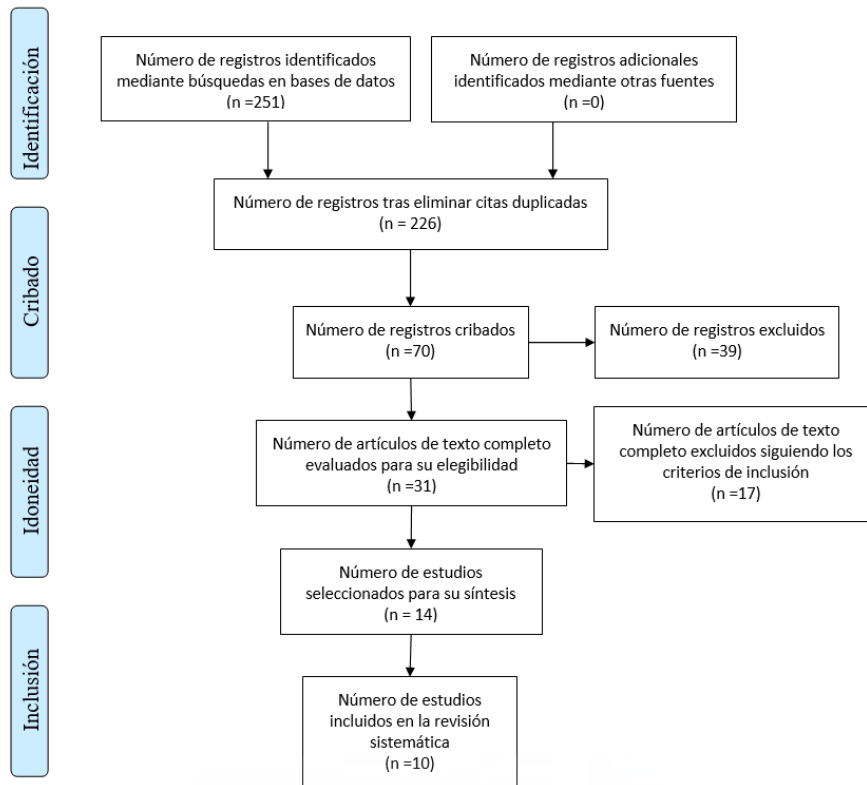 Identificación
Número de registros identificados
mediante búsquedas en bases de datos
(n =251)
Número de registros adicionales
identificados mediante otras fuentes
(n =0)
Número de registros tras eliminar citas duplicadas
(n = 226)
Cribado
Número de registros cribados
(n =70)
Número de registros excluidos
(n =39)
Idoneidad
Número de artículos de texto completo
evaluados para su elegibilidad
(n =31)
Número de artículos de texto
completo excluidos siguiendo los
criterios de inclusión
(n =17)
Número de estudios
seleccionados para su síntesis
(n = 14)
Inclusión
Número de estudios
incluidos en la revisión
sistemática
(n =10)